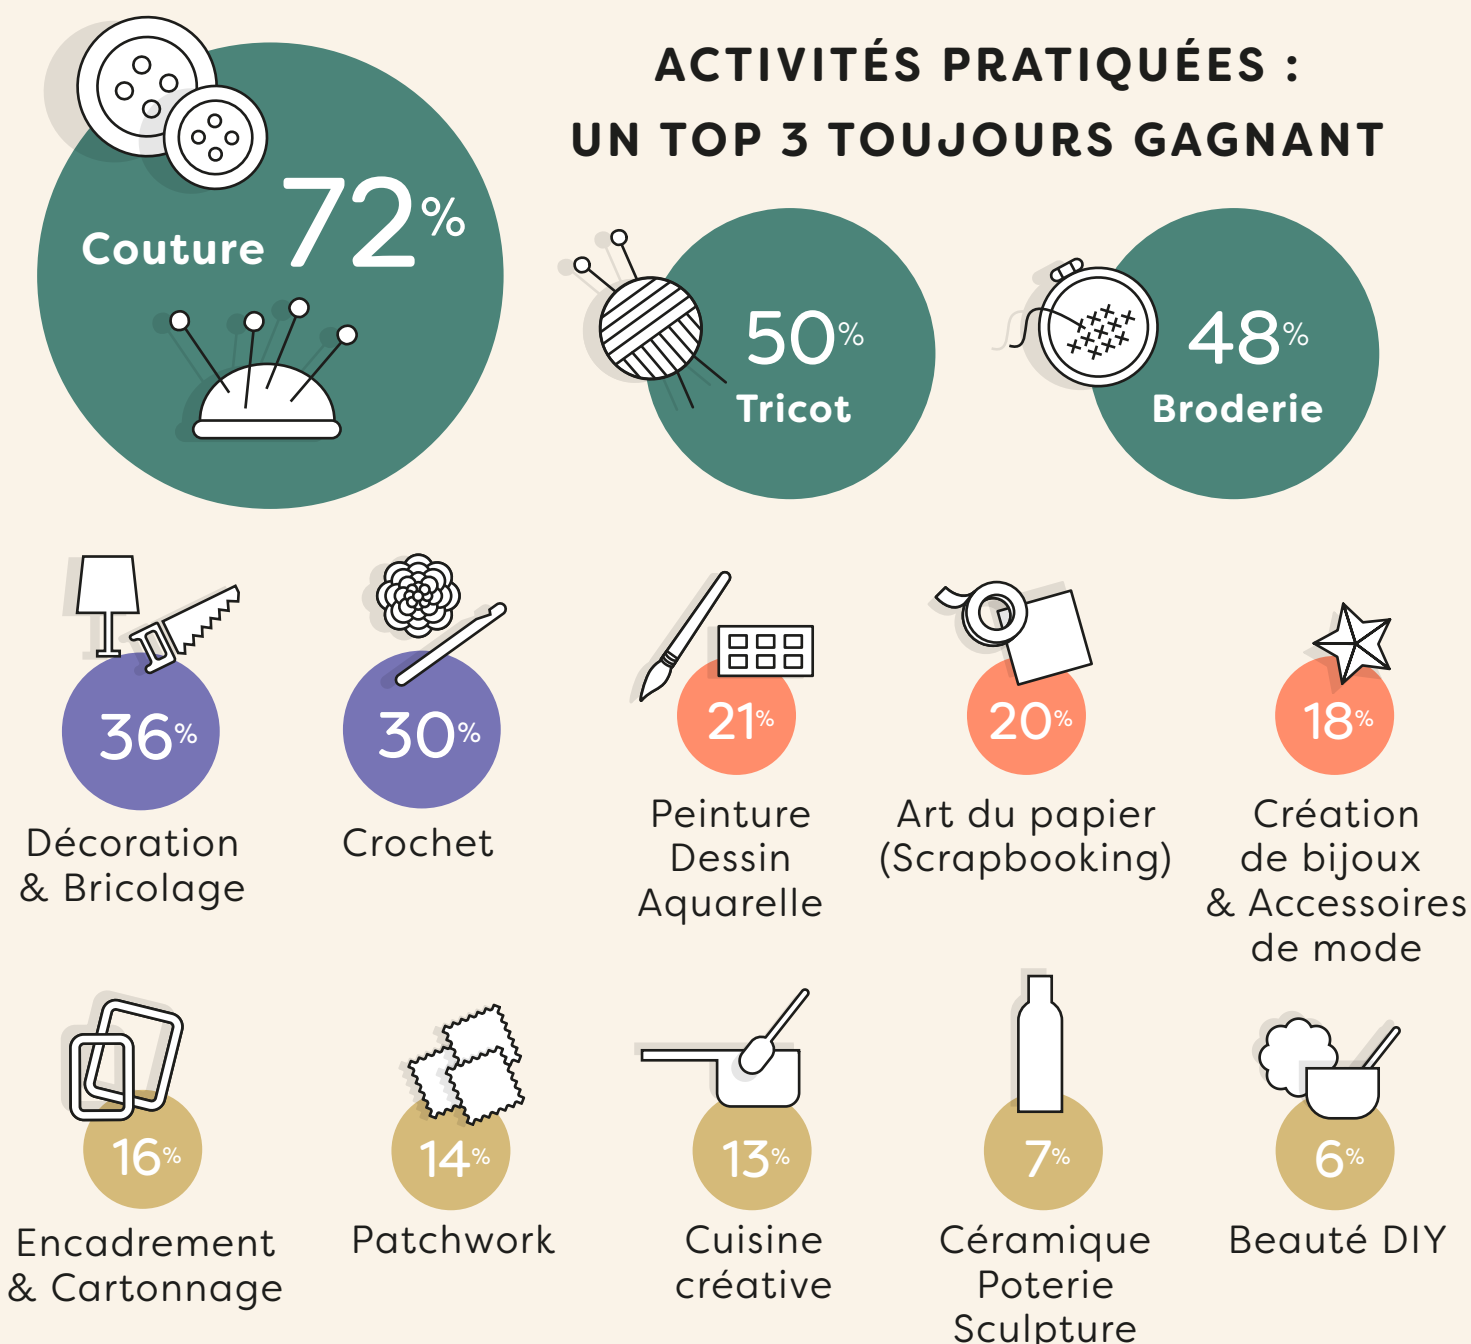 ACTIVITÉS PRATIQUÉES :
UN TOP 3 TOUJOURS GAGNANT
Couture 72%
50%
Tricot
48%
Broderie
36%
Décoration
& Bricolage
30%
Crochet
21%
Peinture
Dessin
Aquarelle
20%
Art du papier
(Scrapbooking)
18%
Création
de bijoux
& Accessoires
de mode
16%
Encadrement
& Cartonnage
14%
Patchwork
13%
Cuisine
créative
7%
Céramique
Poterie
Sculpture
6%
Beauté DIY